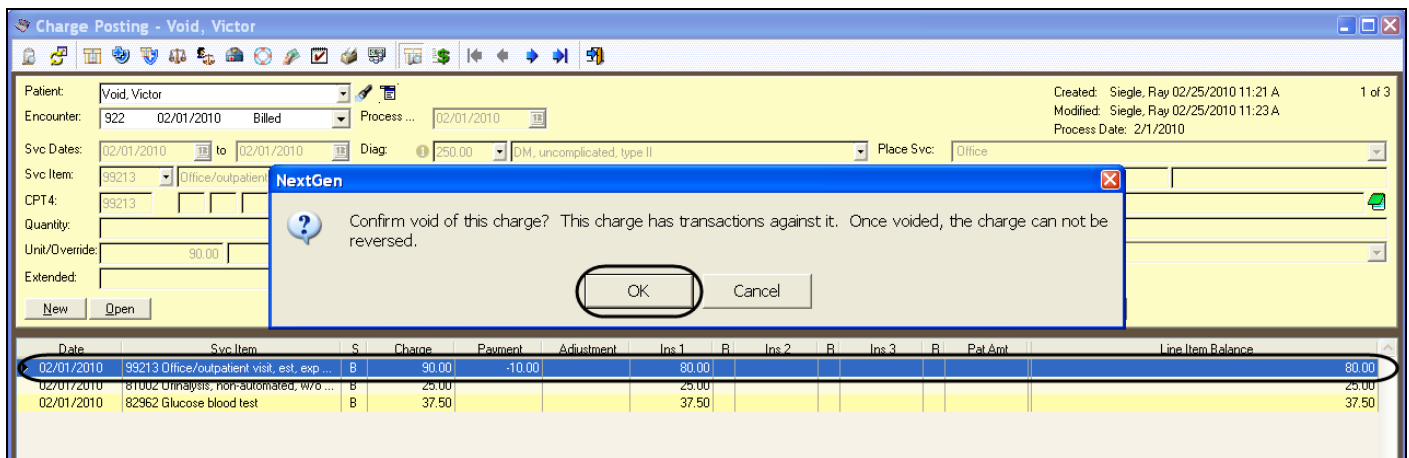 Charge Posting - Void, Victor
Patient: Void, Victor
Created: Siegle, Ray 02/25/2010 11:21 A 1 of 3
Encounter: 922 02/01/2010 Billed Process ... 02/01/2010
Modified: Siegle, Ray 02/25/2010 11:23 A
Process Date: 2/1/2010
Svc Dates: 02/01/2010 to 02/01/2010 Diag: 250.00 DM, uncomplicated, type II Place Svc: Office
Svc Item: 99213 Office/outpatient
CPT4: 99213
Quantity:
Unit/Override: 90.00
Extended:
New Open
NextGen
Confirm void of this charge? This charge has transactions against it. Once voided, the charge can not be
reversed.
OK Cancel
Date Svc Item S Charge Payment Adjustment Ins 1 R Ins 2 R Ins 3 R Pat Amt Line Item Balance
02/01/2010 99213 Office/outpatient visit, est, exp ... B 90.00 -10.00 80.00 80.00
02/01/2010 81002 Urinalysis, non-automated, w/o ... B 25.00 25.00 25.00
02/01/2010 82962 Glucose blood test B 37.50 37.50 37.50